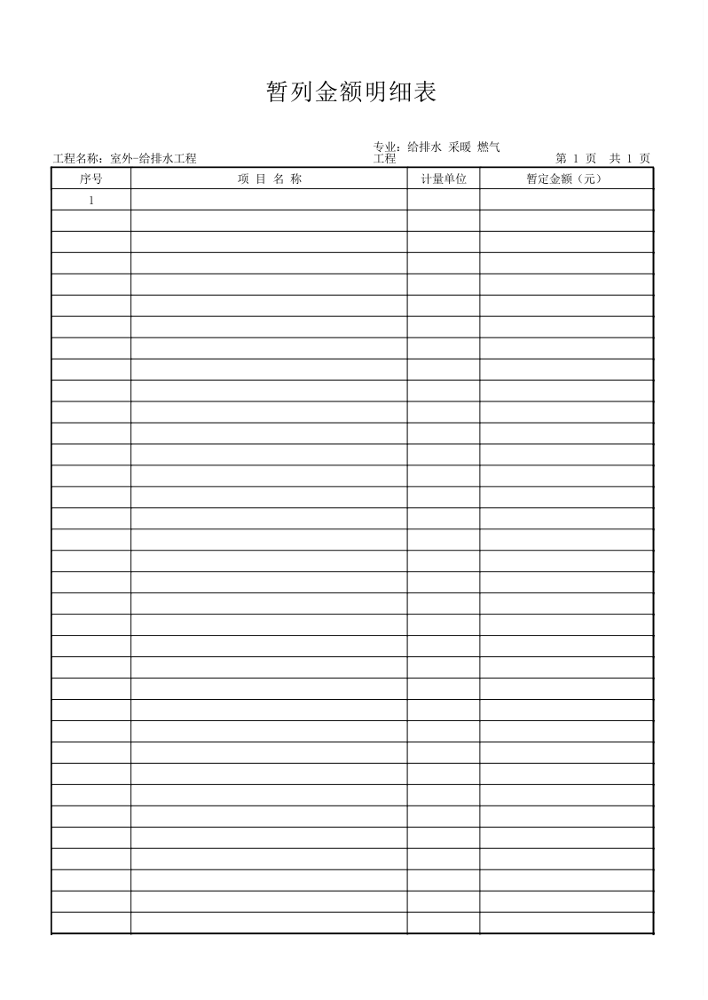 暂列金额明细表
专业：给排水 采暖 燃气
工程名称：室外-给排水工程 工程 第 1 页 共 1 页
序号 项 目 名 称 计量单位 暂定金额（元）
1